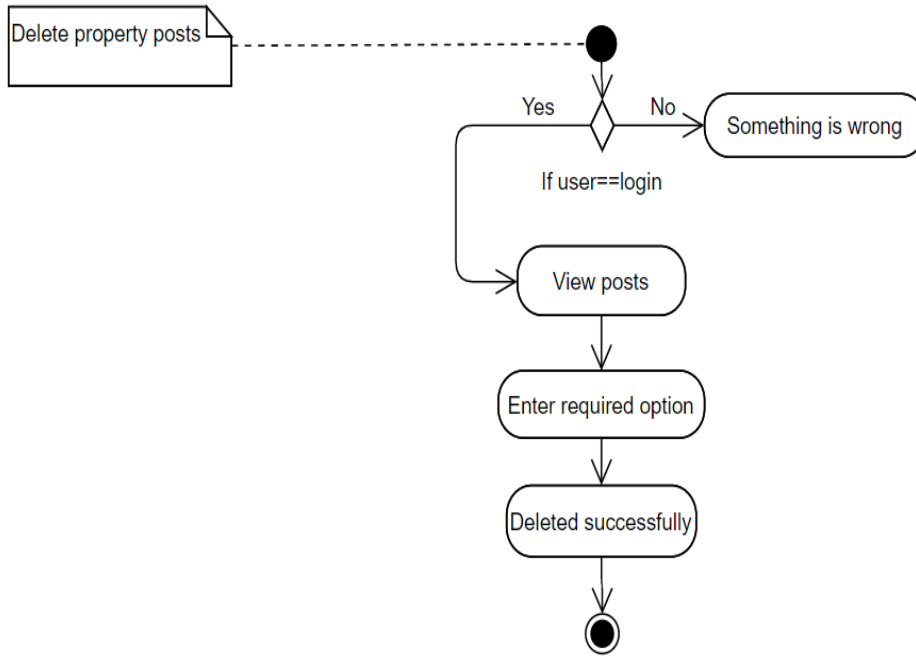 Delete property posts
Yes
No
Something is wrong
If user==login
View posts
Enter required option
Deleted successfully